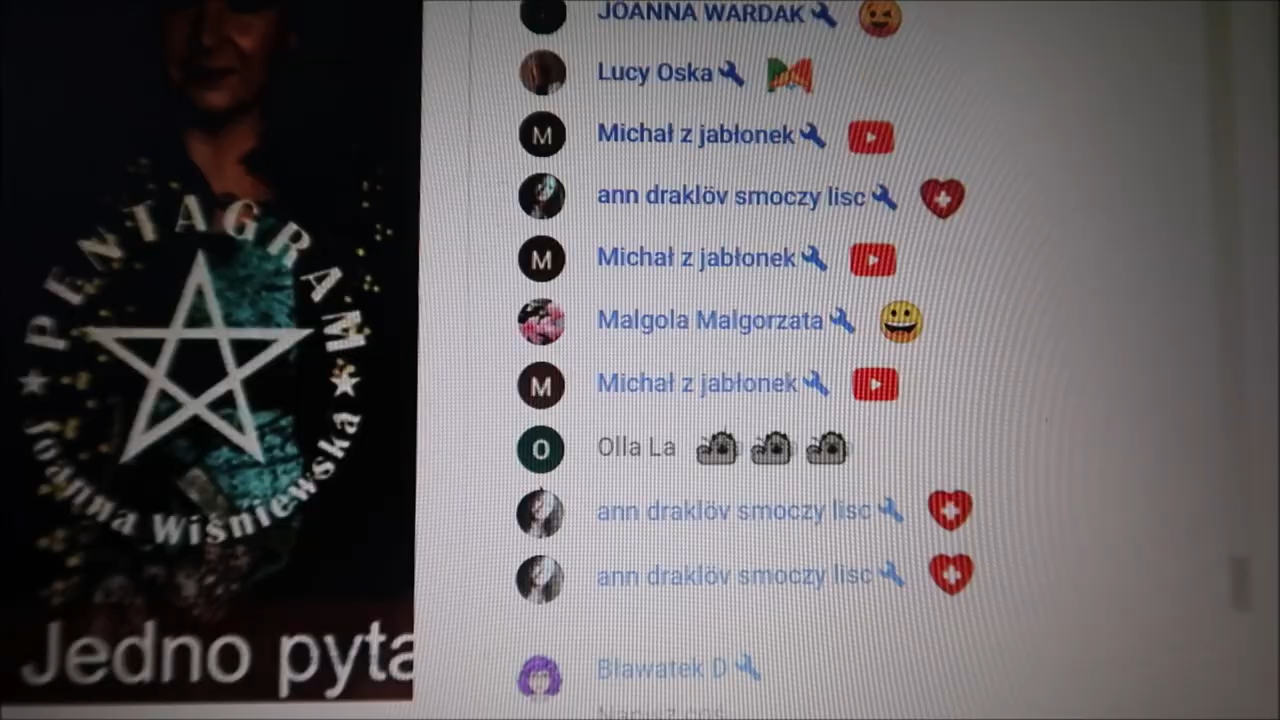 JOANNA WARDAK
Lucy Oska
Michał z jabłonek
M
ann draklöv smoczy lisc
Michał z jabłonek
M
Malgola Malgorzata
Michał z jabłonek
M
Olla La
O
ann draklöv smoczy lisc
ann draklöv smoczy lisc
Blawatek D
PENTAGRAM
Joanna Wiśniewska
Jedno pyta